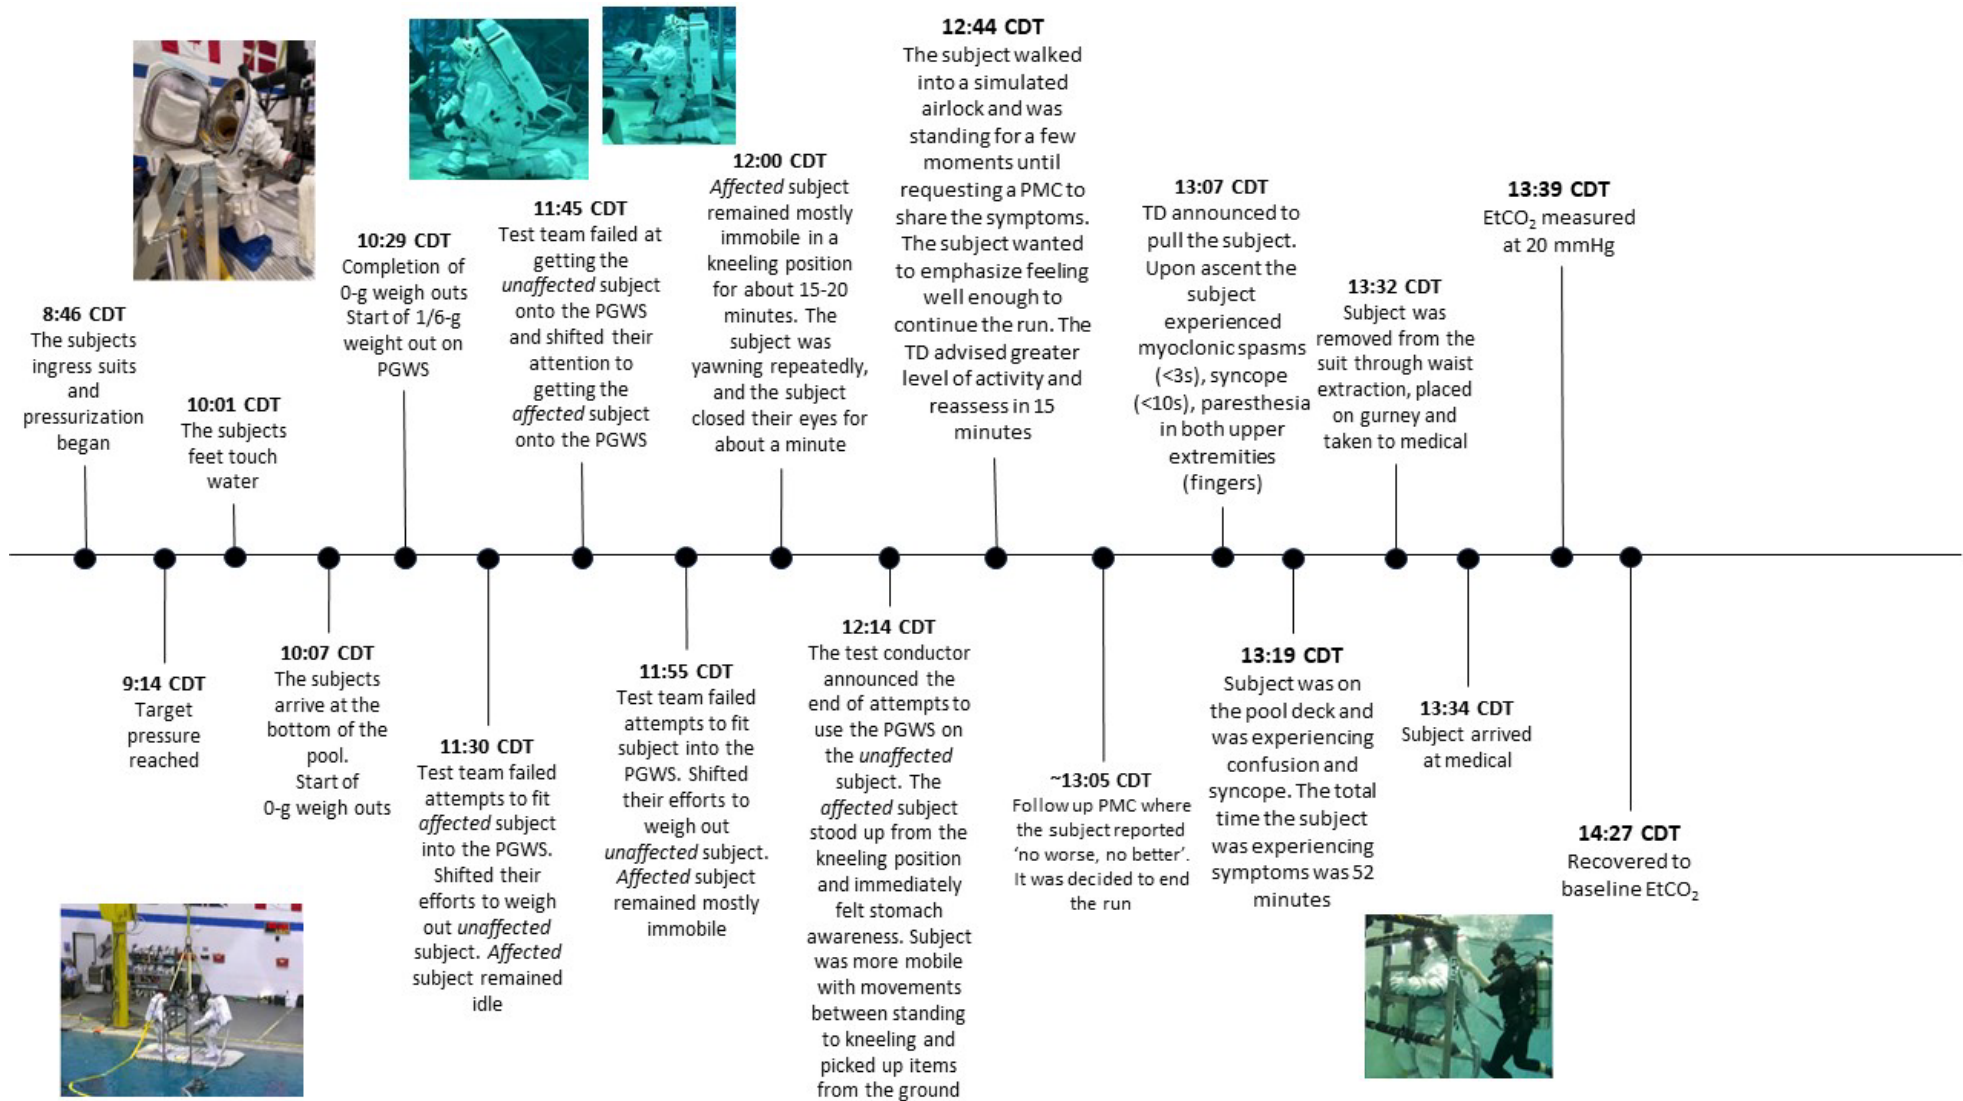 8:46 CDT
The subjects
ingress suits
and
pressurization
began
9:14 CDT
Target
pressure
reached
10:01 CDT
The subjects
feet touch
water
10:07 CDT
The subjects
arrive at the
bottom of the
pool.
Start of
0-g weigh outs
10:29 CDT
Completion of
0-g weigh outs
Start of 1/6-g
weight out on
PGWS
11:30 CDT
Test team failed
attempts to fit
affected subject
into the PGWS.
Shifted their
efforts to weigh
out unaffected
subject. Affected
subject remained
idle
11:45 CDT
Test team failed at
getting the
unaffected subject
onto the PGWS
and shifted their
attention to
getting the
affected subject
onto the PGWS
11:55 CDT
Test team failed
attempts to fit
subject into the
PGWS. Shifted
their efforts to
weigh out
unaffected subject.
Affected subject
remained mostly
immobile
12:00 CDT
Affected subject
remained mostly
immobile in a
kneeling position
for about 15-20
minutes. The
subject was
yawning repeatedly,
and the subject
closed their eyes for
about a minute
12:14 CDT
The test conductor
announced the
end of attempts to
use the PGWS on
the unaffected
subject. The
affected subject
stood up from the
kneeling position
and immediately
felt stomach
awareness. Subject
was more mobile
with movements
between standing
to kneeling and
picked up items
from the ground
12:44 CDT
The subject walked
into a simulated
airlock and was
standing for a few
moments until
requesting a PMC to
share the symptoms.
The subject wanted
to emphasize feeling
well enough to
continue the run. The
TD advised greater
level of activity and
reassess in 15
minutes
~13:05 CDT
Follow up PMC where
the subject reported
‘no worse, no better’.
It was decided to end
the run
13:07 CDT
TD announced to
pull the subject.
Upon ascent the
subject
experienced
myoclonic spasms
(<3s), syncope
(<10s), paresthesia
in both upper
extremities
(fingers)
13:19 CDT
Subject was on
the pool deck and
was experiencing
confusion and
syncope. The total
time the subject
was experiencing
symptoms was 52
minutes
13:32 CDT
Subject was
removed from the
suit through waist
extraction, placed
on gurney and
taken to medical
13:34 CDT
Subject arrived
at medical
13:39 CDT
EtCO₂ measured
at 20 mmHg
14:27 CDT
Recovered to
baseline EtCO₂